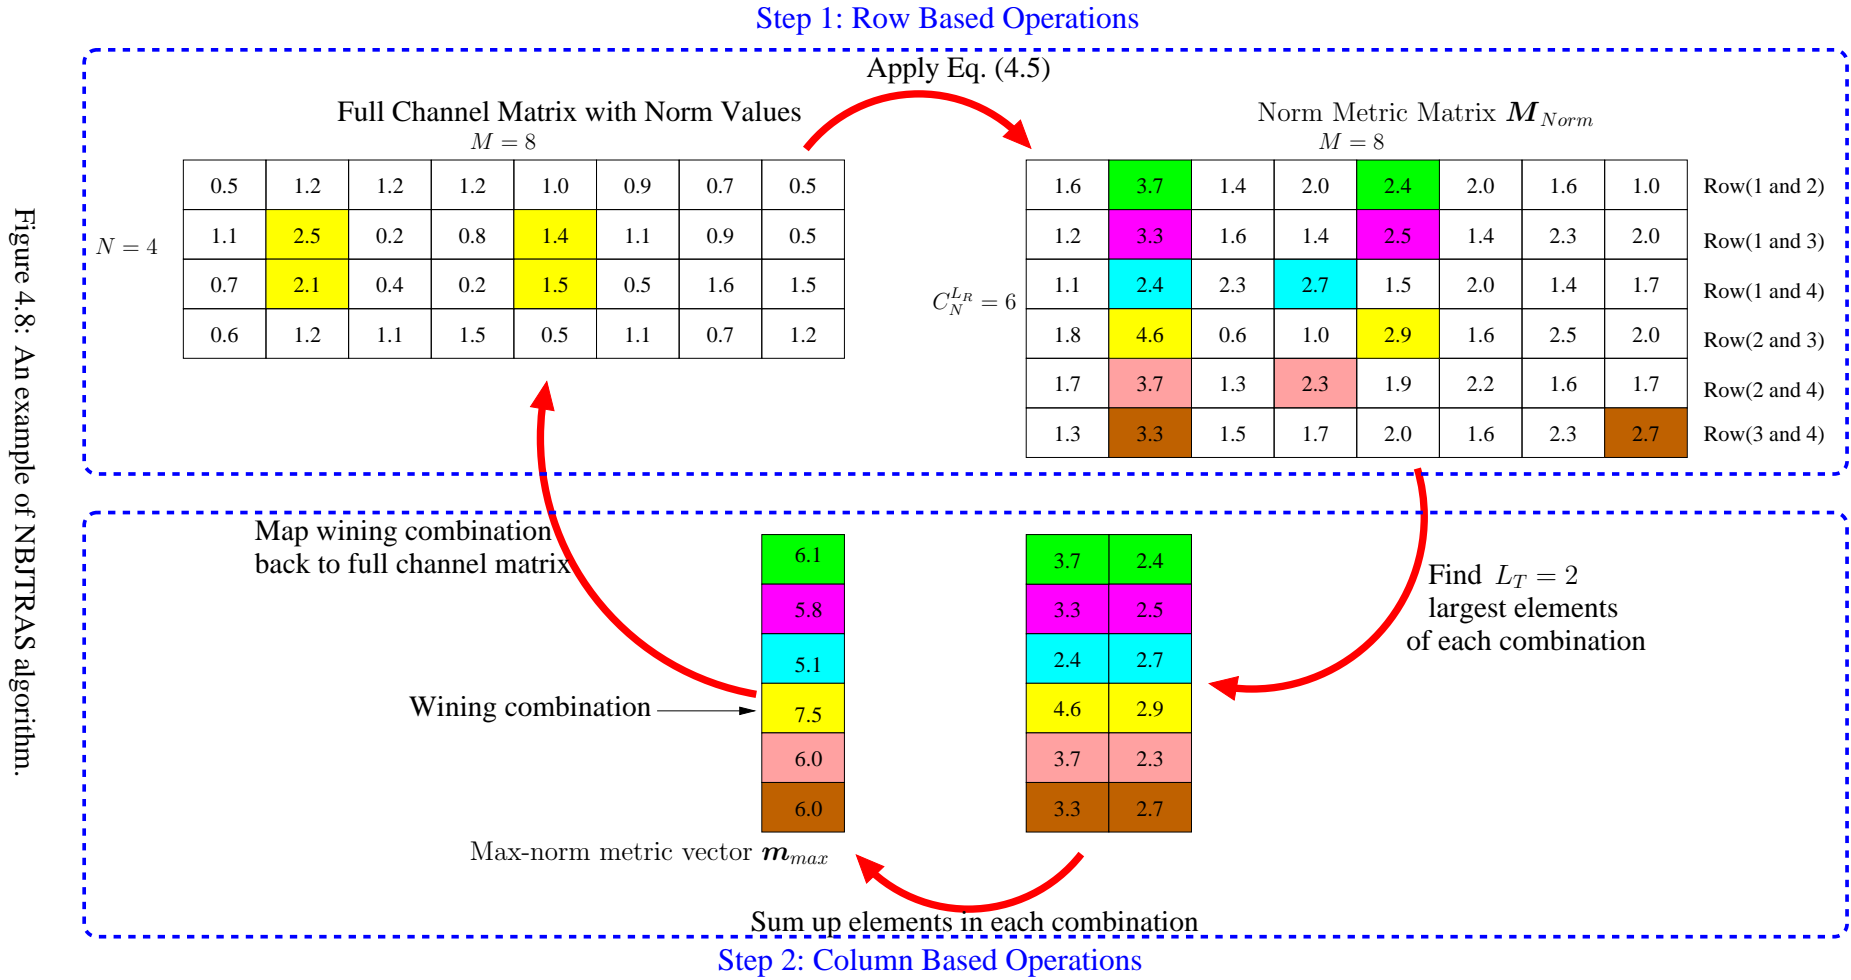 Step 1: Row Based Operations
Apply Eq. (4.5)
Full Channel Matrix with Norm Values
M = 8
N = 4
0.5 1.2 1.2 1.2 1.0 0.9 0.7 0.5
1.1 2.5 0.2 0.8 1.4 1.1 0.9 0.5
0.7 2.1 0.4 0.2 1.5 0.5 1.6 1.5
0.6 1.2 1.1 1.5 0.5 1.1 0.7 1.2
Norm Metric Matrix M_{Norm}
M = 8
C_N^{L_R} = 6
1.6 3.7 1.4 2.0 2.4 2.0 1.6 1.0 Row(1 and 2)
1.2 3.3 1.6 1.4 2.5 1.4 2.3 2.0 Row(1 and 3)
1.1 2.4 2.3 2.7 1.5 2.0 1.4 1.7 Row(1 and 4)
1.8 4.6 0.6 1.0 2.9 1.6 2.5 2.0 Row(2 and 3)
1.7 3.7 1.3 2.3 1.9 2.2 1.6 1.7 Row(2 and 4)
1.3 3.3 1.5 1.7 2.0 1.6 2.3 2.7 Row(3 and 4)
Find L_T = 2
largest elements
of each combination
3.7 2.4
3.3 2.5
2.4 2.7
4.6 2.9
3.7 2.3
3.3 2.7
Sum up elements in each combination
6.1
5.8
5.1
7.5
6.0
6.0
Max-norm metric vector m_{max}
Wining combination
Map wining combination
back to full channel matrix
Step 2: Column Based Operations
Figure 4.8: An example of NBJTRAS algorithm.